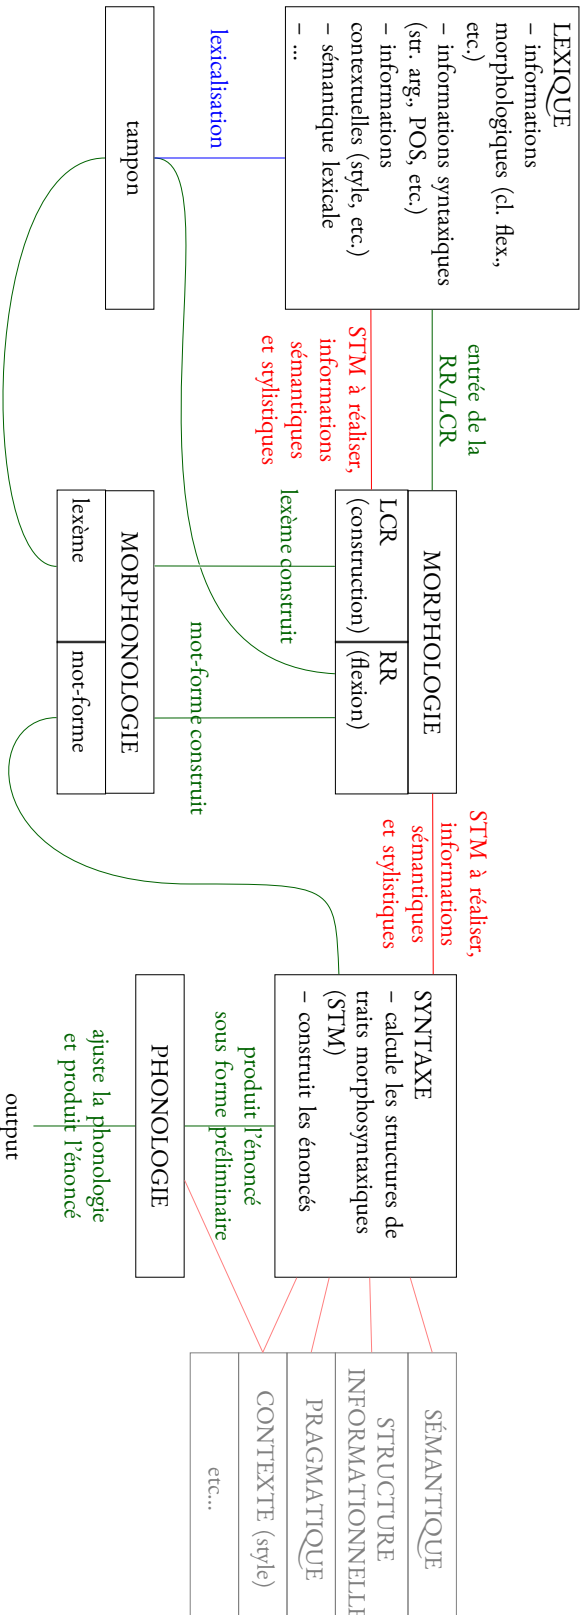 LEXIQUE
– informations
morphologiques (cl. flex.,
etc.)
– informations syntaxiques
(str. arg., POS, etc.)
– informations
contextuelles (style, etc.)
– sémantique lexicale
– ...
lexicalisation
tampon
entrée de la
RR/LCR
STM à réaliser,
informations
sémantiques
et stylistiques
MORPHOLOGIE
LCR
(construction)
RR
(flexion)
lexème construit
mot-forme construit
MORPHONOLOGIE
lexème
mot-forme
STM à réaliser,
informations
sémantiques
et stylistiques
SYNTAXE
– calcule les structures de
traits morphosyntaxiques
(STM)
– construit les énoncés
produit l'énoncé
sous forme préliminaire
PHONOLOGIE
ajuste la phonologie
et produit l'énoncé
output
SÉMANTIQUE
STRUCTURE
INFORMATIONNELLE
PRAGMATIQUE
CONTEXTE (style)
etc...